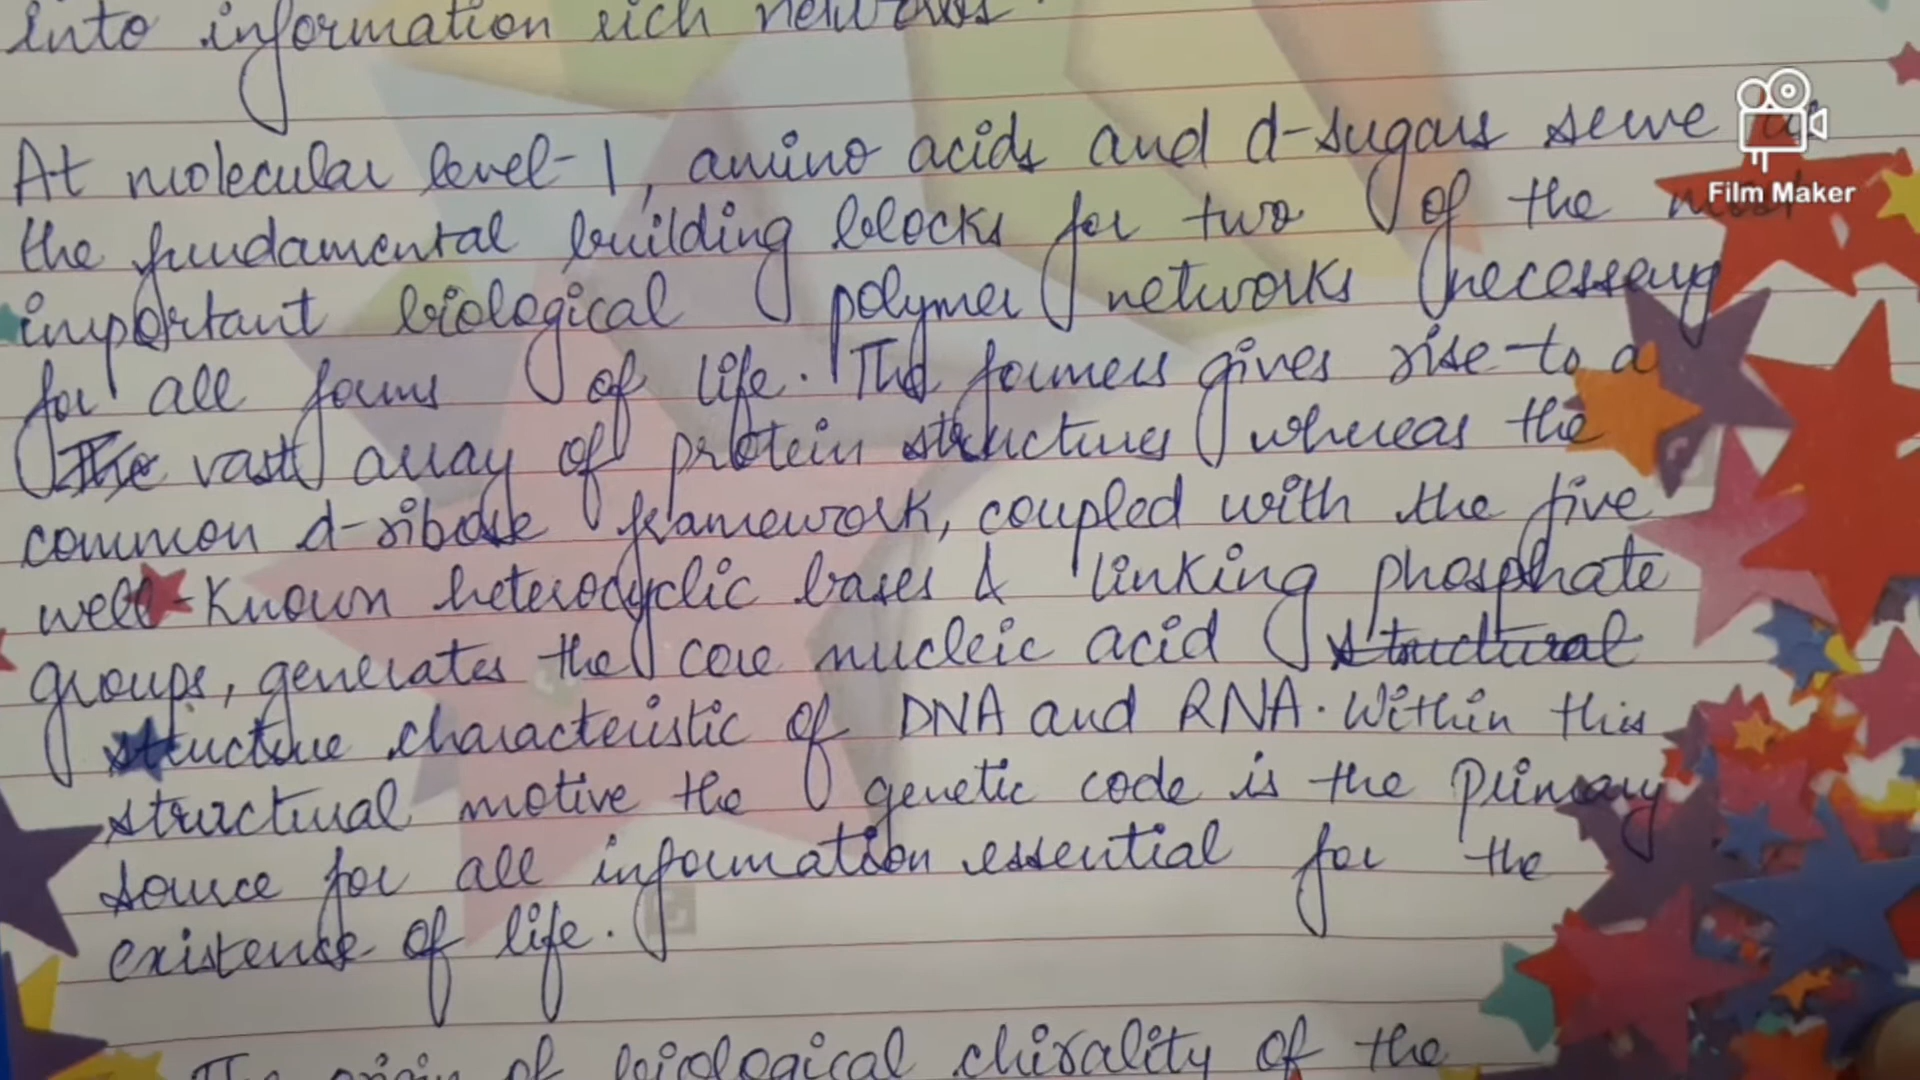 into information rich networks.
At molecular level-1, amino acids and d-sugars serve as
the fundamental building blocks for two of the most
important biological polymer networks necessary
for all forms of life. The formers gives rise to a
The vast array of protein structures whereas the
common d-ribose framework, coupled with the five
well-known heterocyclic bases & linking phosphate
groups, generates the core nucleic acid structural
structure characteristic of DNA and RNA. Within this
structual motive the genetic code is the primary
source for all information essential for the
existence of life.
The origin of biological chirality of the
Film Maker